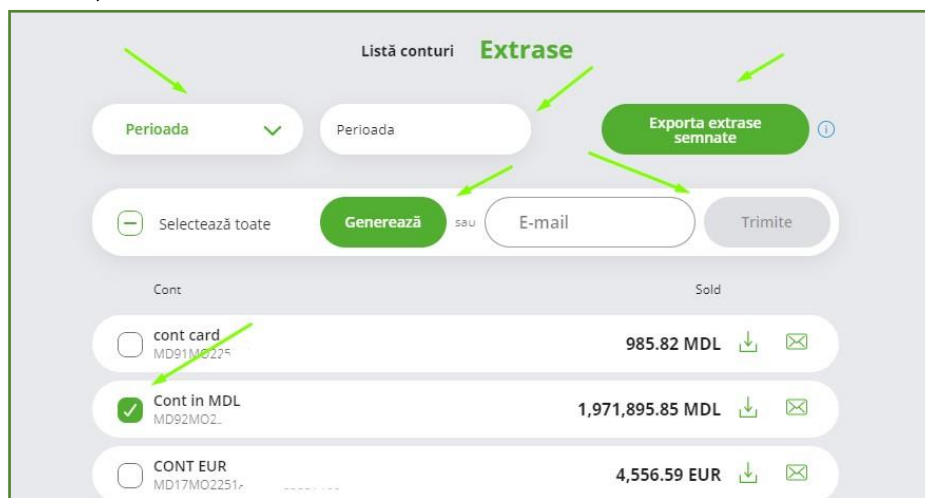 Listă conturi Extrase
Perioada Perioada Exporta extrase
semnate
Selectează toate Generează sau E-mail Trimite
Cont Sold
cont card
985.82 MDL
Cont in MDL
1,971,895.85 MDL
MD92MO2
CONT EUR
4,556.59 EUR